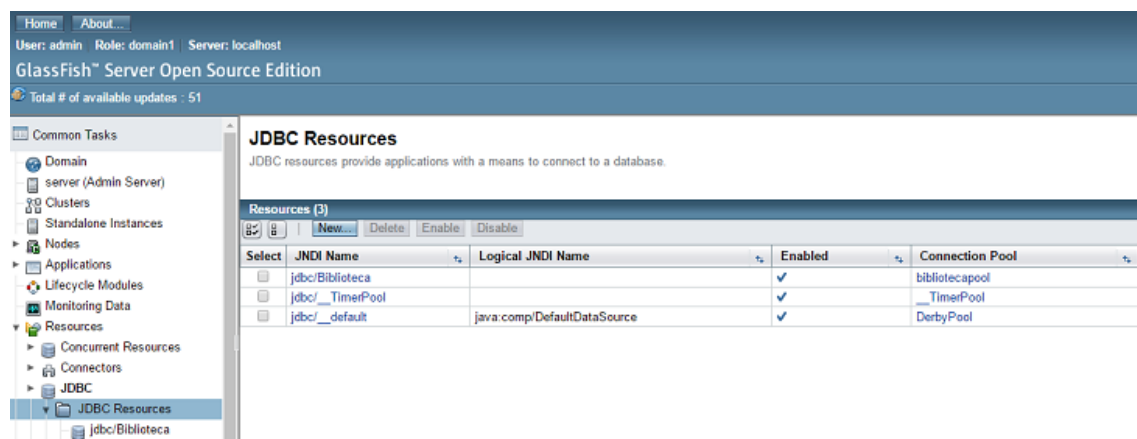 Home About...
User: admin Role: domain1 Server: localhost
GlassFish™ Server Open Source Edition
Total # of available updates : 51
Common Tasks
Domain
server (Admin Server)
Clusters
Standalone Instances
Nodes
Applications
Lifecycle Modules
Monitoring Data
Resources
Concurrent Resources
Connectors
JDBC
JDBC Resources
jdbc/Biblioteca
JDBC Resources
JDBC resources provide applications with a means to connect to a database.
Resources (3)
New... Delete Enable Disable
Select JNDI Name Logical JNDI Name Enabled Connection Pool
jdbc/Biblioteca bibliotecapool
jdbc/__TimerPool __TimerPool
jdbc/__default java:comp/DefaultDataSource DerbyPool